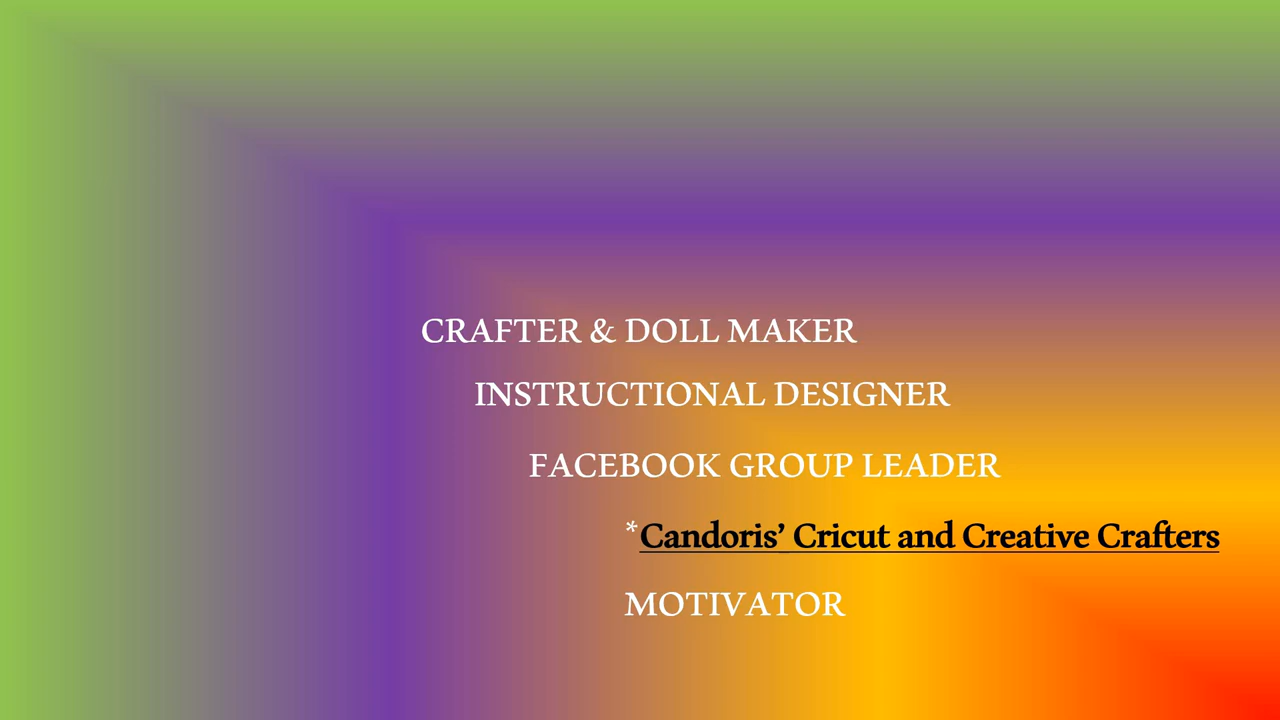 CRAFTER & DOLL MAKER
INSTRUCTIONAL DESIGNER
FACEBOOK GROUP LEADER
*Candoris’ Cricut and Creative Crafters
MOTIVATOR